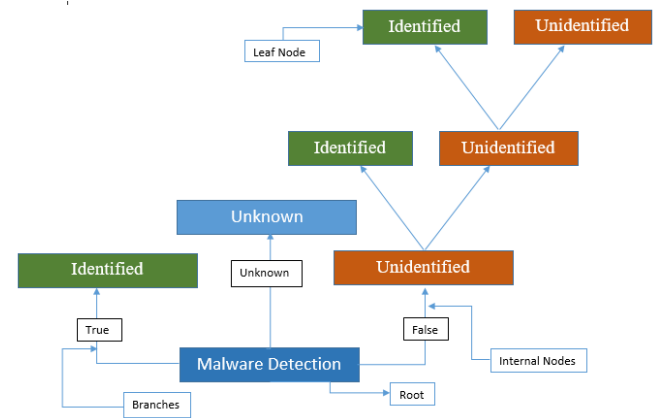 Identified
Unidentified
Leaf Node
Identified
Unidentified
Unknown
Identified
Unknown
Unidentified
True
False
Malware Detection
Internal Nodes
Root
Branches